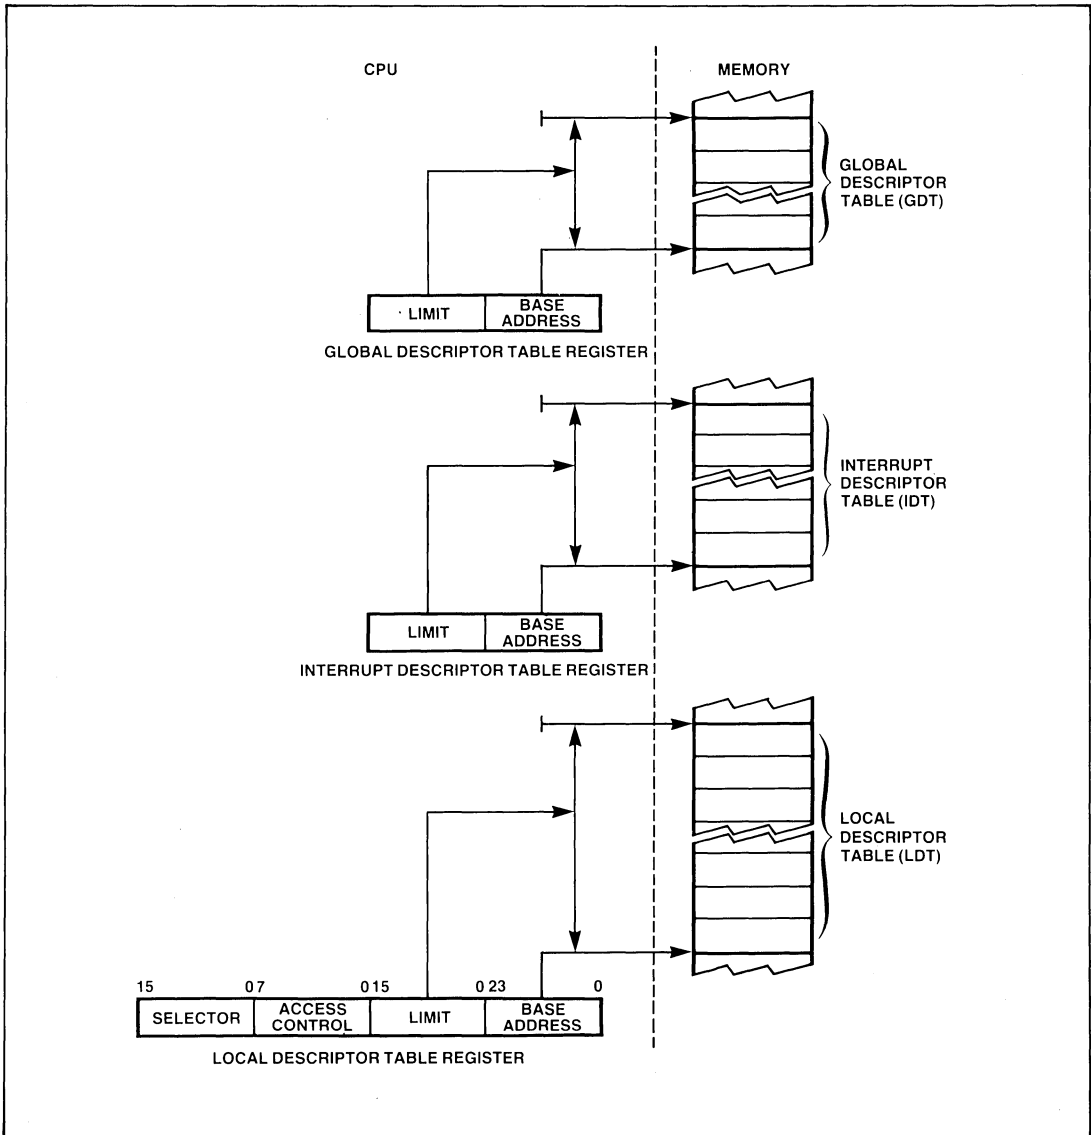 CPU
MEMORY
GLOBAL
DESCRIPTOR
TABLE (GDT)
LIMIT
BASE
ADDRESS
GLOBAL DESCRIPTOR TABLE REGISTER
INTERRUPT
DESCRIPTOR
TABLE (IDT)
LIMIT
BASE
ADDRESS
INTERRUPT DESCRIPTOR TABLE REGISTER
LOCAL
DESCRIPTOR
TABLE (LDT)
15 0 7 0 15 0 23 0
SELECTOR
ACCESS
CONTROL
LIMIT
BASE
ADDRESS
LOCAL DESCRIPTOR TABLE REGISTER